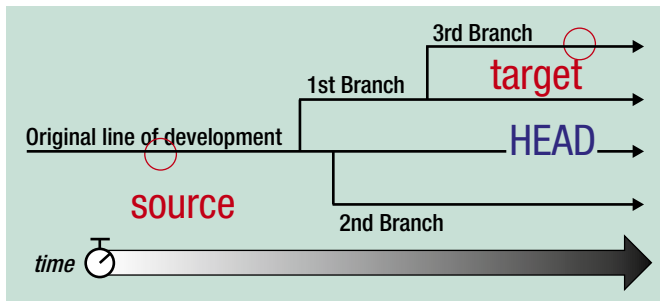 3rd Branch
target
1st Branch
Original line of development
HEAD
source
2nd Branch
time